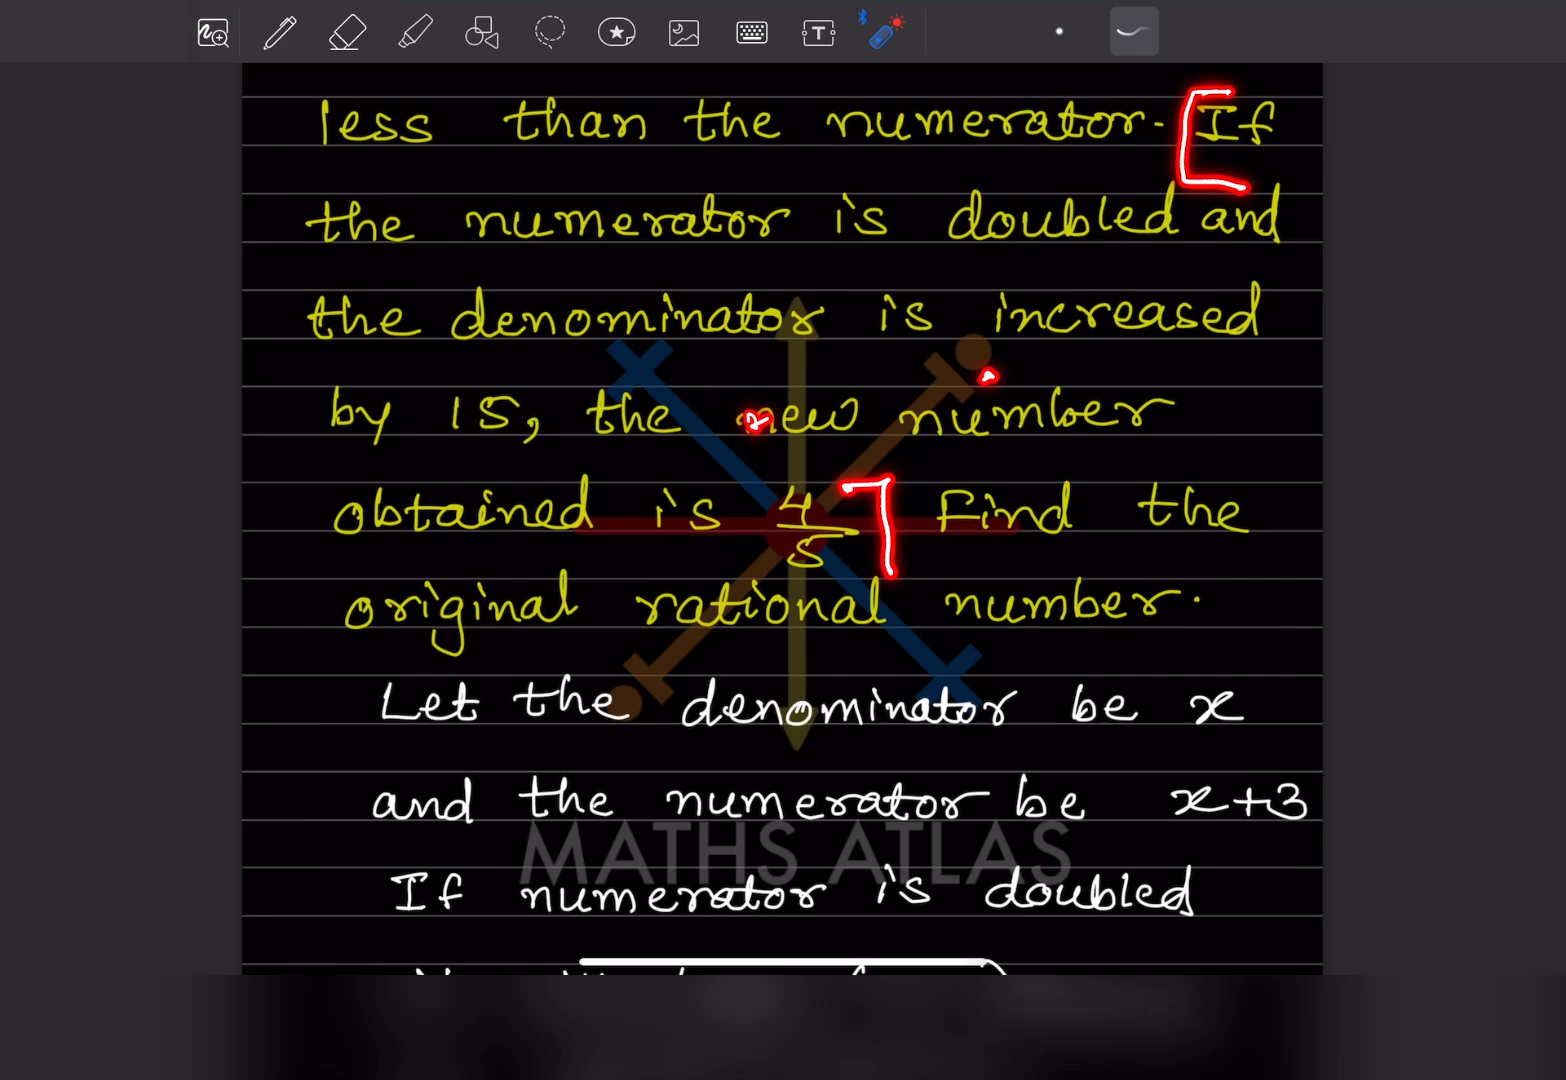 less than the numerator. [If
the numerator is doubled and
the denominator is increased
by 15, the new number
obtained is 4/5] Find the
original rational number.
Let the denominator be x
and the numerator be x+3
MATHS ATLAS
If numerator is doubled